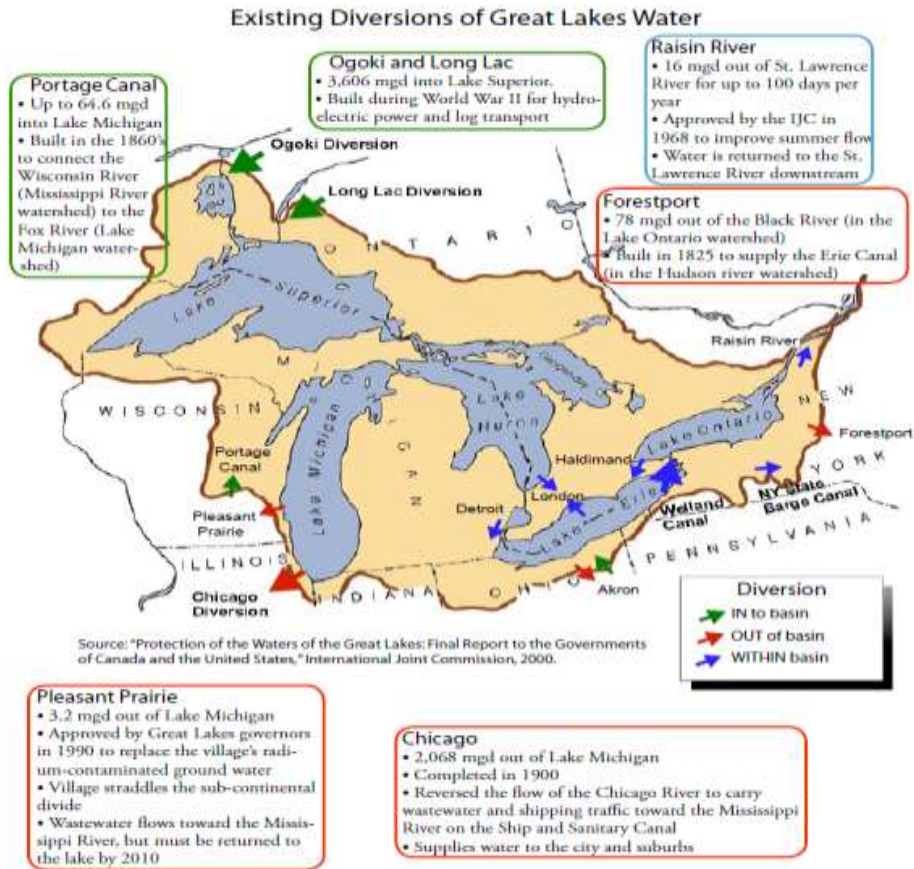 Existing Diversions of Great Lakes Water
Portage Canal
• Up to 64.6 mgd
into Lake Michigan
• Built in the 1860's
to connect the
Wisconsin River
(Mississippi River
watershed) to the
Fox River (Lake
Michigan water-
shed)
Ogoki and Long Lac
• 3,606 mgd into Lake Superior.
• Built during World War II for hydro-
electric power and log transport
Raisin River
• 16 mgd out of St. Lawrence
River for up to 100 days per
year
• Approved by the IJC in
1968 to improve summer flow
• Water is returned to the St.
Lawrence River downstream
Forestport
• 78 mgd out of the Black River (in the
Lake Ontario watershed)
• Built in 1825 to supply the Erie Canal
(in the Hudson river watershed)
Ogoki Diversion
Long Lac Diversion
ONTARIO
Lake Superior
MICHIGAN
WISCONSIN
Lake Michigan
Lake Huron
Georgian
Lake Ontario
Lake Erie
Raisin River
NEW YORK
Forestport
Portage
Canal
Haldimand
London
Detroit
Welland
Canal
NY State
Barge Canal
Pleasant
Prairie
ILLINOIS
Chicago
Diversion
INDIANA
OHIO
Akron
PENNSYLVANIA
Diversion
IN to basin
OUT of basin
WITHIN basin
Source: "Protection of the Waters of the Great Lakes: Final Report to the Governments
of Canada and the United States," International Joint Commission, 2000.
Pleasant Prairie
• 3.2 mgd out of Lake Michigan
• Approved by Great Lakes governors
in 1990 to replace the village's radi-
um-contaminated ground water
• Village straddles the sub-continental
divide
• Wastewater flows toward the Missis-
sippi River, but must be returned to
the lake by 2010
Chicago
• 2,068 mgd out of Lake Michigan
• Completed in 1900
• Reversed the flow of the Chicago River to carry
wastewater and shipping traffic toward the Mississippi
River on the Ship and Sanitary Canal
• Supplies water to the city and suburbs